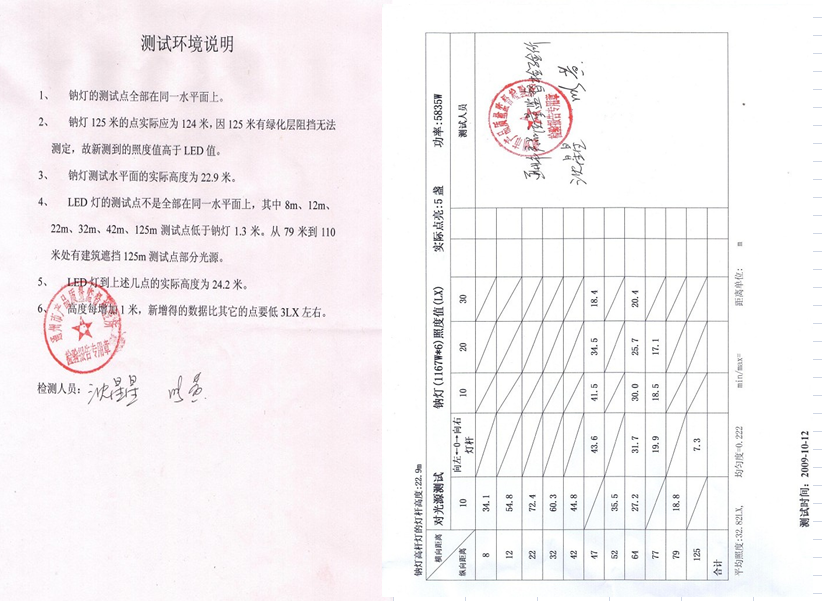 测试环境说明
1、 钠灯的测试点全部在同一水平面上。
2、 钠灯 125 米的点实际应为 124 米，因 125 米有绿化层阻挡无法
测定，故新测到的照度值高于 LED 值。
3、 钠灯测试水平面的实际高度为 22.9 米。
4、 LED 灯的测试点不是全部在同一水平面上，其中 8m、12m、
22m、32m、42m、125m 测试点低于钠灯 1.3 米。从 79 米到 110
米处有建筑遮挡 125m 测试点部分光源。
5、 LED 灯到上述几点的实际高度为 24.2 米。
6、 高度每增加 1 米，新增得的数据比其它的点要低 3LX 左右。
检测人员：沈星星
检验报告专用章
钠灯高杆灯的灯杆高度:22.9m
对光源测试 钠灯(1167W*6)照度值(LX) 实际点亮:5 盏 功率:5835W
横向距离
纵向距离
10 向左←0→向右
灯杆 10 20 30 测试人员
8 34.1
12 54.8
22 72.4
32 60.3
42 44.8
47 43.6 41.5 34.5 18.4
52 35.5
64 27.2 31.7 30.0 25.7 20.4
77 19.9 18.5 17.1
79 18.8
125 7.3
合计
平均照度:32.82LX, 均匀度=0.222 min/max= 距离单位: m
测试时间: 2009-10-12